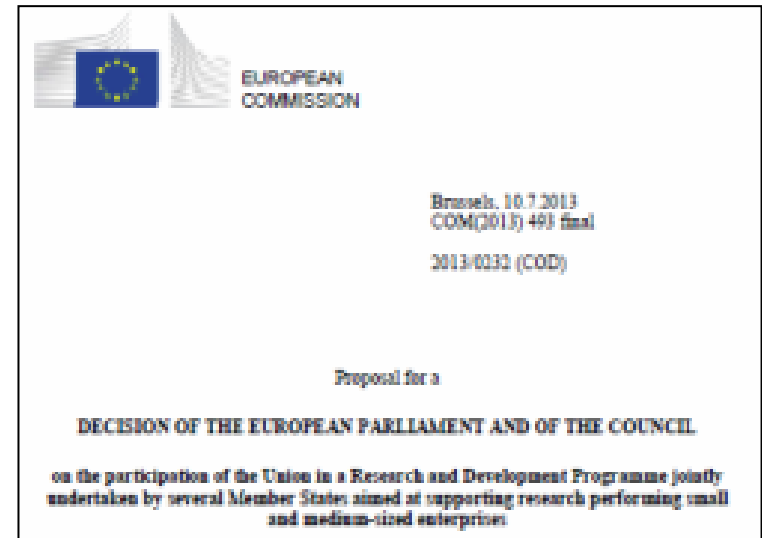 EUROPEAN
COMMISSION
Brussels, 10.7.2013
COM(2013) 493 final
2013/0232 (COD)
Proposal for a
DECISION OF THE EUROPEAN PARLIAMENT AND OF THE COUNCIL
on the participation of the Union in a Research and Development Programme jointly
undertaken by several Member States aimed at supporting research performing small
and medium-sized enterprises